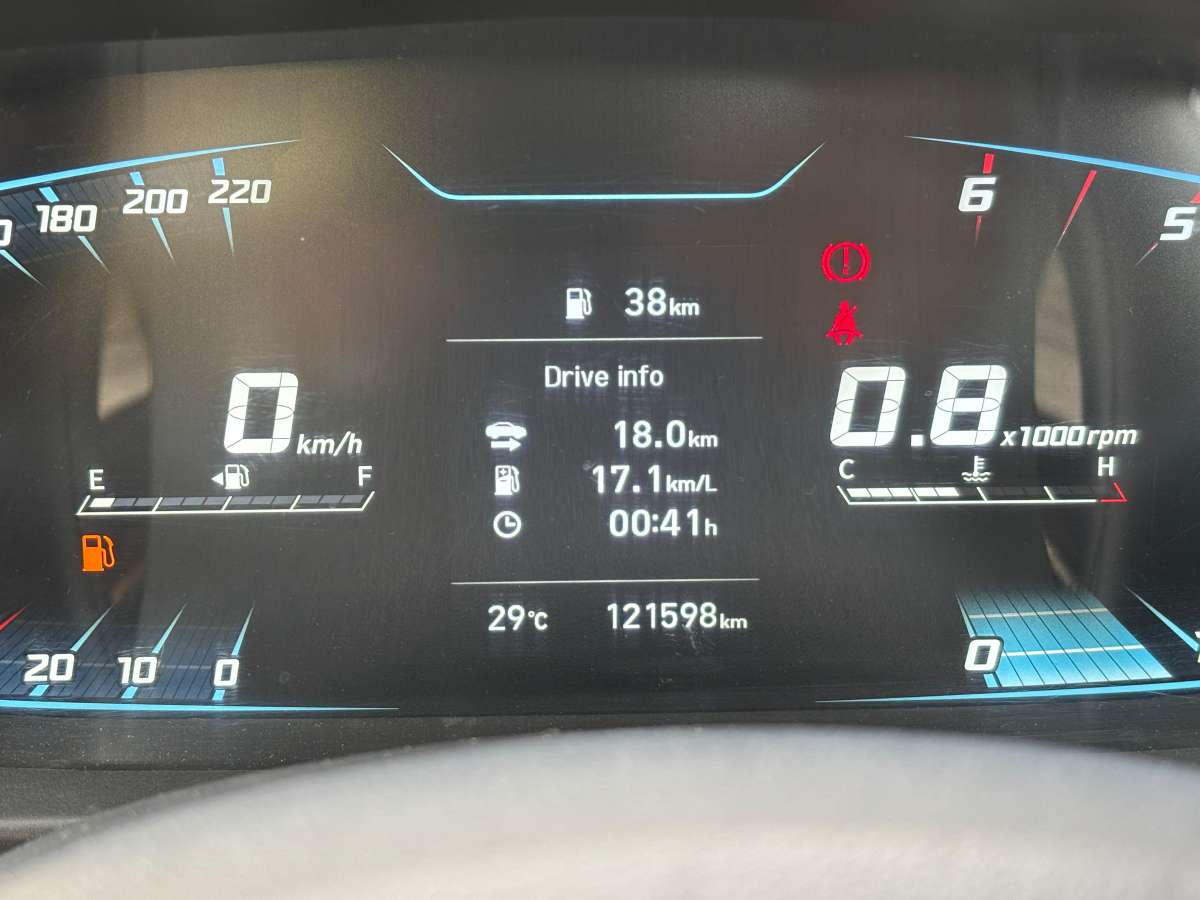 180 200 220
6 5
38km
Drive info
18.0km
17.1km/L
00:41h
0 km/h
0.8 x1000rpm
E F
C H
29°C 121598km
20 10 0
0